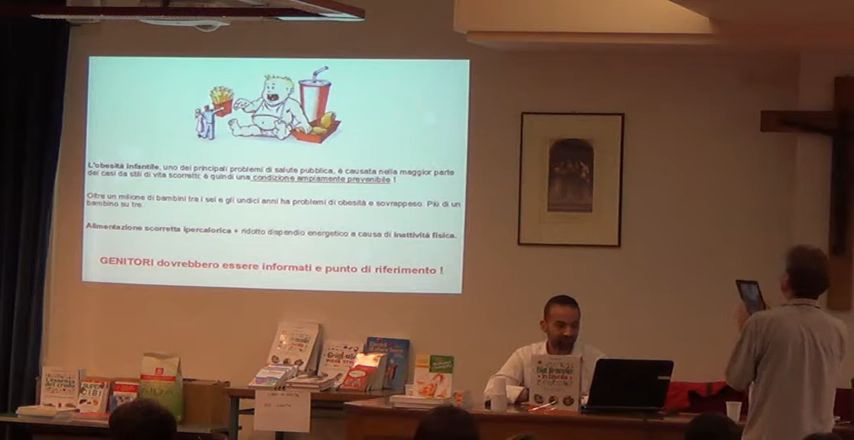 L'obesità infantile, uno dei principali problemi di salute pubblica, è causata nella maggior parte
dei casi da stili di vita scorretti; è quindi una condizione ampiamente prevenibile !
Oltre un milione di bambini tra i sei e gli undici anni ha problemi di obesità e sovrappeso. Più di un
bambino su tre.
Alimentazione scorretta ipercalorica + ridotto dispendio energetico a causa di inattività fisica.
GENITORI dovrebbero essere informati e punto di riferimento !